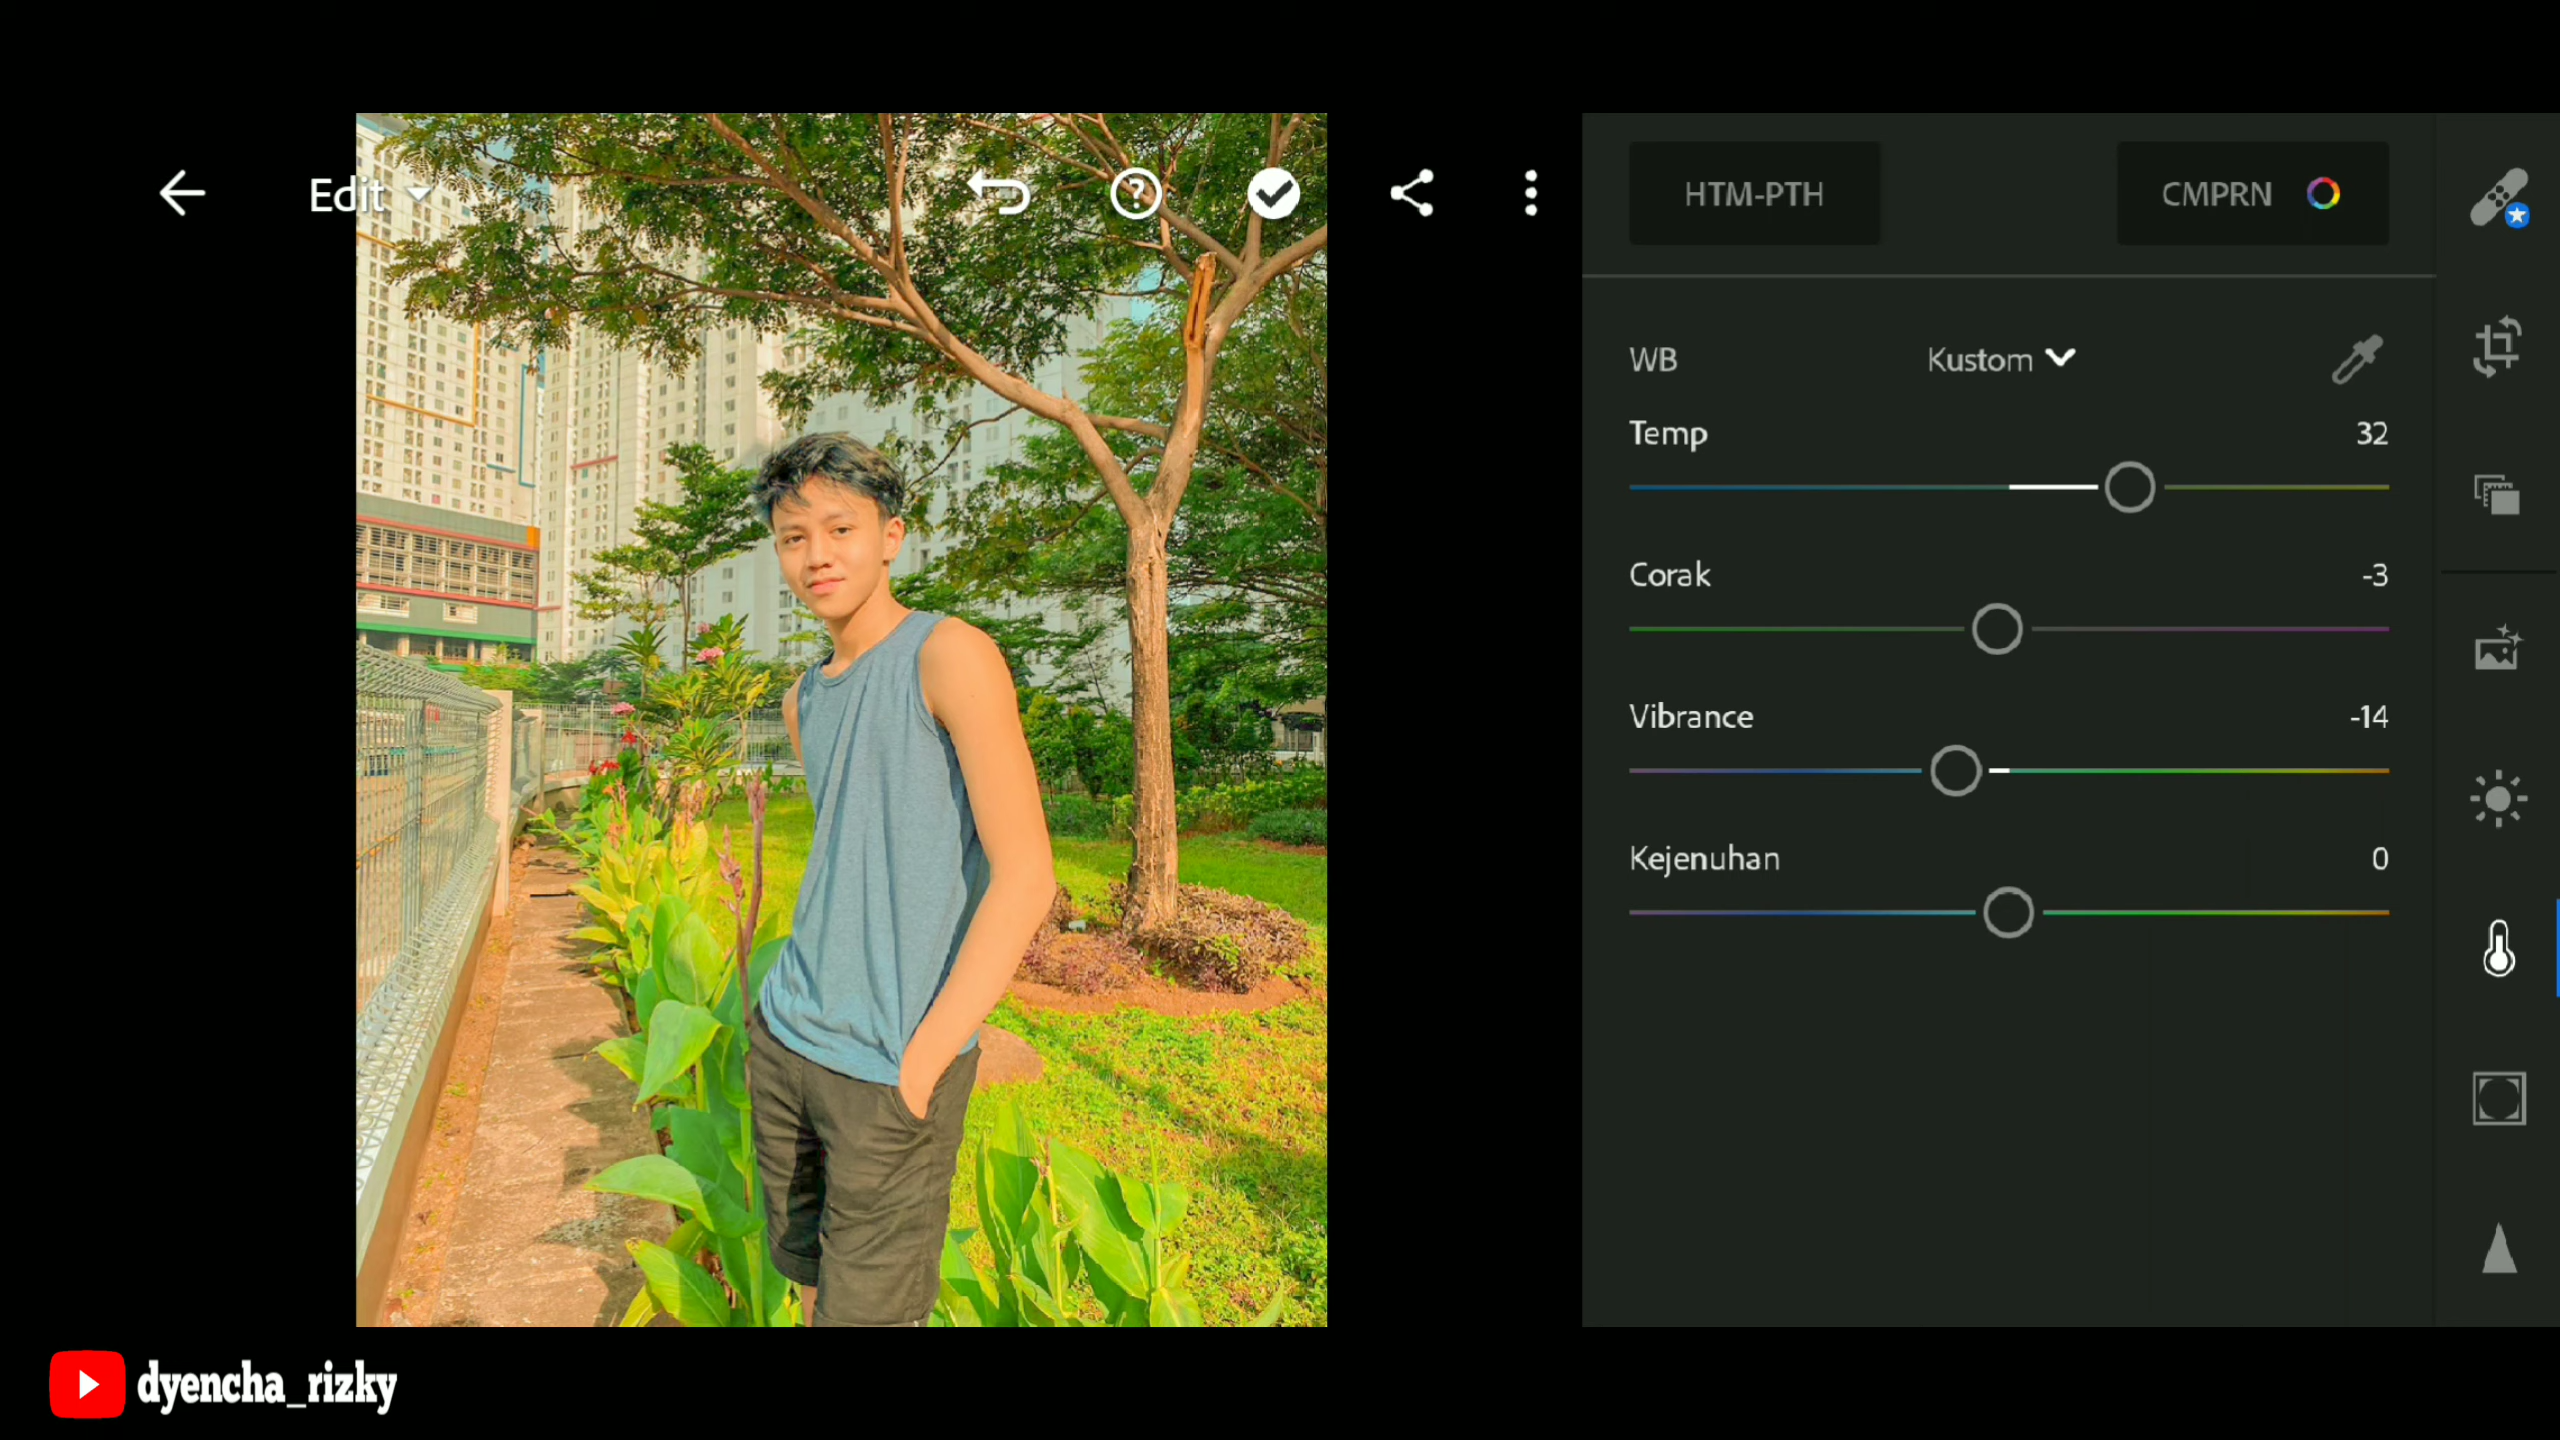 Edit
HTM-PTH
CMPRN
WB
Kustom
Temp
32
Corak
-3
Vibrance
-14
Kejenuhan
0
dyencha_rizky